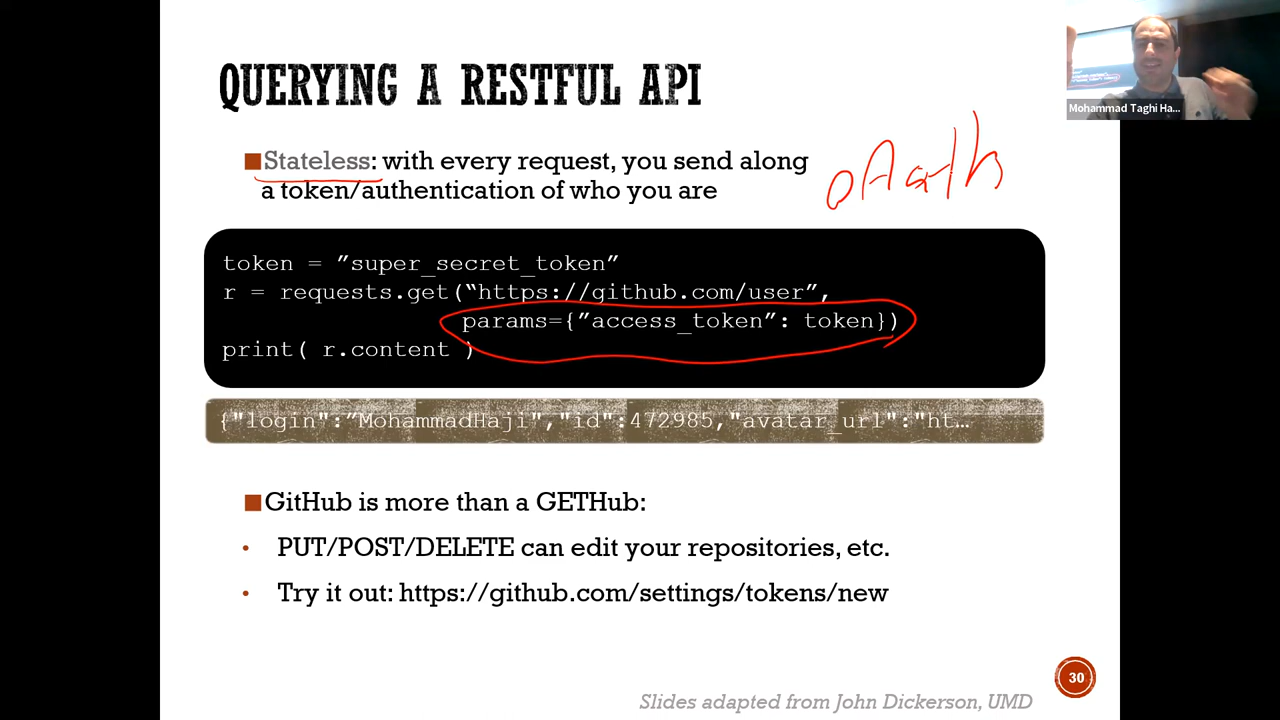 QUERYING A RESTFUL API
Mohammad Taghi Ha...
■Stateless: with every request, you send along
a token/authentication of who you are
oAuth
token = ”super_secret_token”
r = requests.get(“https://github.com/user”,
params={”access_token”: token})
print( r.content )
{"login":”MohammadHaji","id":472985,"avatar_url":"ht…
■GitHub is more than a GETHub:
• PUT/POST/DELETE can edit your repositories, etc.
• Try it out: https://github.com/settings/tokens/new
30
Slides adapted from John Dickerson, UMD